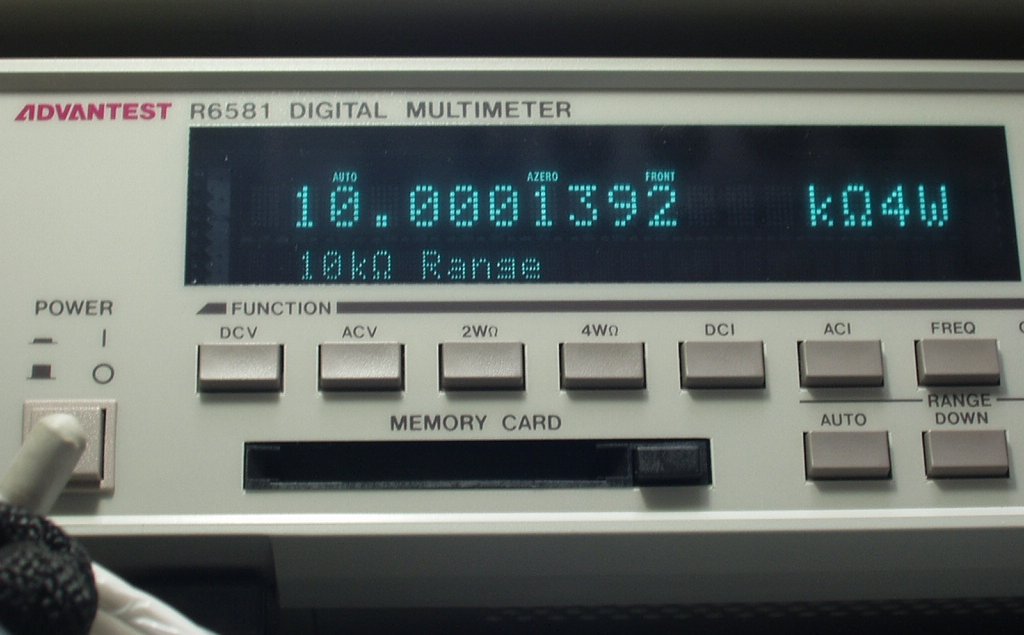 ADVANTEST R6581 DIGITAL MULTIMETER
AUTO AZERO FRONT
10.0001392 kΩ4W
10kΩ Range
POWER
FUNCTION
DCV ACV 2WΩ 4WΩ DCI ACI FREQ
MEMORY CARD
RANGE
AUTO DOWN